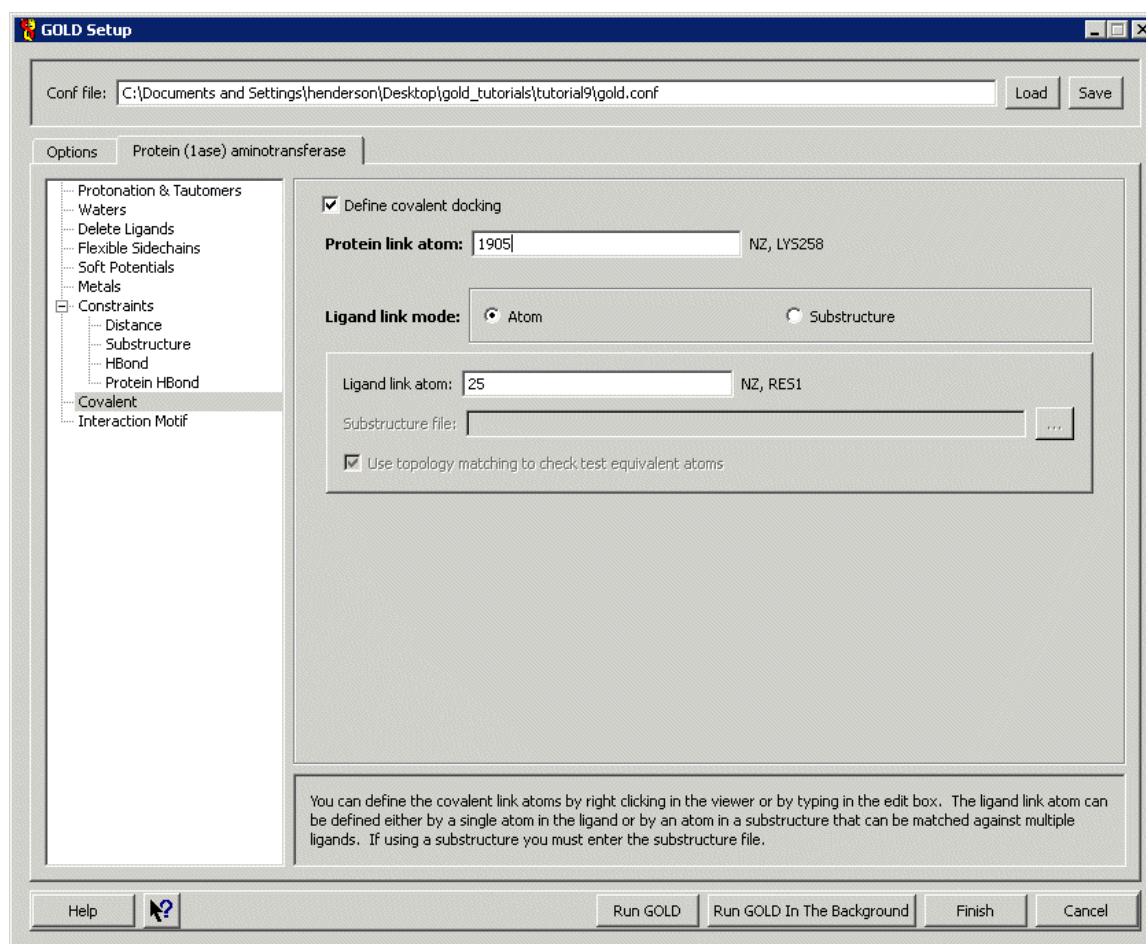 GOLD Setup
Conf file: C:\Documents and Settings\henderson\Desktop\gold_tutorials\tutorial9\gold.conf Load Save
Options Protein (1ase) aminotransferase
Protonation & Tautomers
Waters
Delete Ligands
Flexible Sidechains
Soft Potentials
Metals
Constraints
Distance
Substructure
HBond
Protein HBond
Covalent
Interaction Motif
Define covalent docking
Protein link atom: 1905 NZ, LYS258
Ligand link mode: Atom Substructure
Ligand link atom: 25 NZ, RES1
Substructure file: ...
Use topology matching to check test equivalent atoms
You can define the covalent link atoms by right clicking in the viewer or by typing in the edit box. The ligand link atom can
be defined either by a single atom in the ligand or by an atom in a substructure that can be matched against multiple
ligands. If using a substructure you must enter the substructure file.
Help ? Run GOLD Run GOLD In The Background Finish Cancel